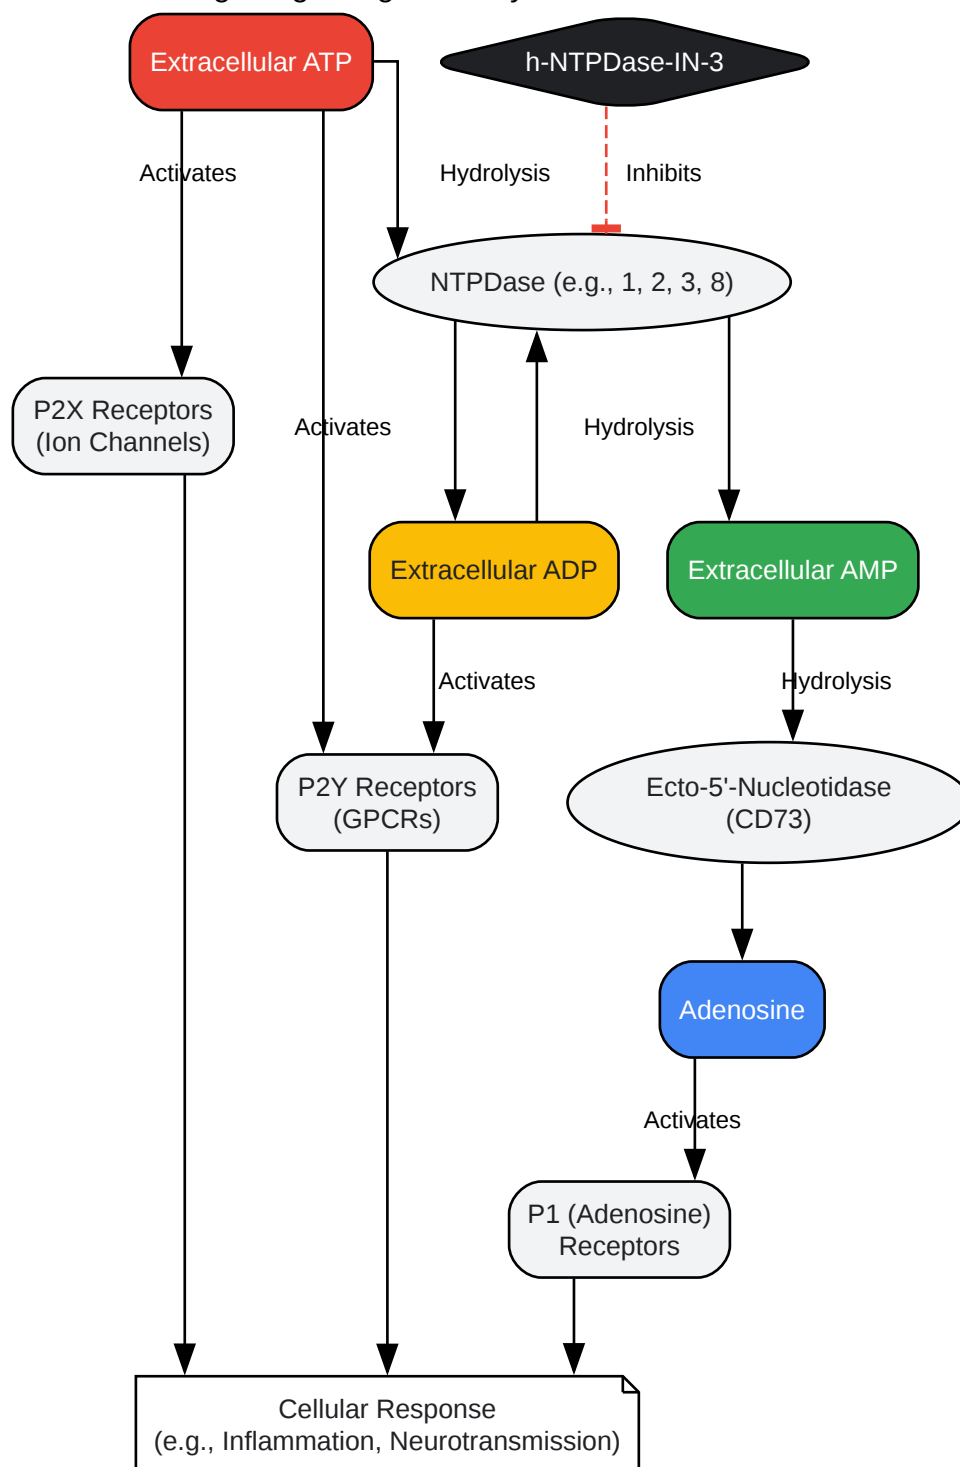 Extracellular ATP
h-NTPDase-IN-3
Activates
Hydrolysis
Inhibits
NTPDase (e.g., 1, 2, 3, 8)
P2X Receptors
(Ion Channels)
Activates
Hydrolysis
Extracellular ADP
Extracellular AMP
Activates
Hydrolysis
P2Y Receptors
(GPCRs)
Ecto-5'-Nucleotidase
(CD73)
Adenosine
Activates
P1 (Adenosine)
Receptors
Cellular Response
(e.g., Inflammation, Neurotransmission)